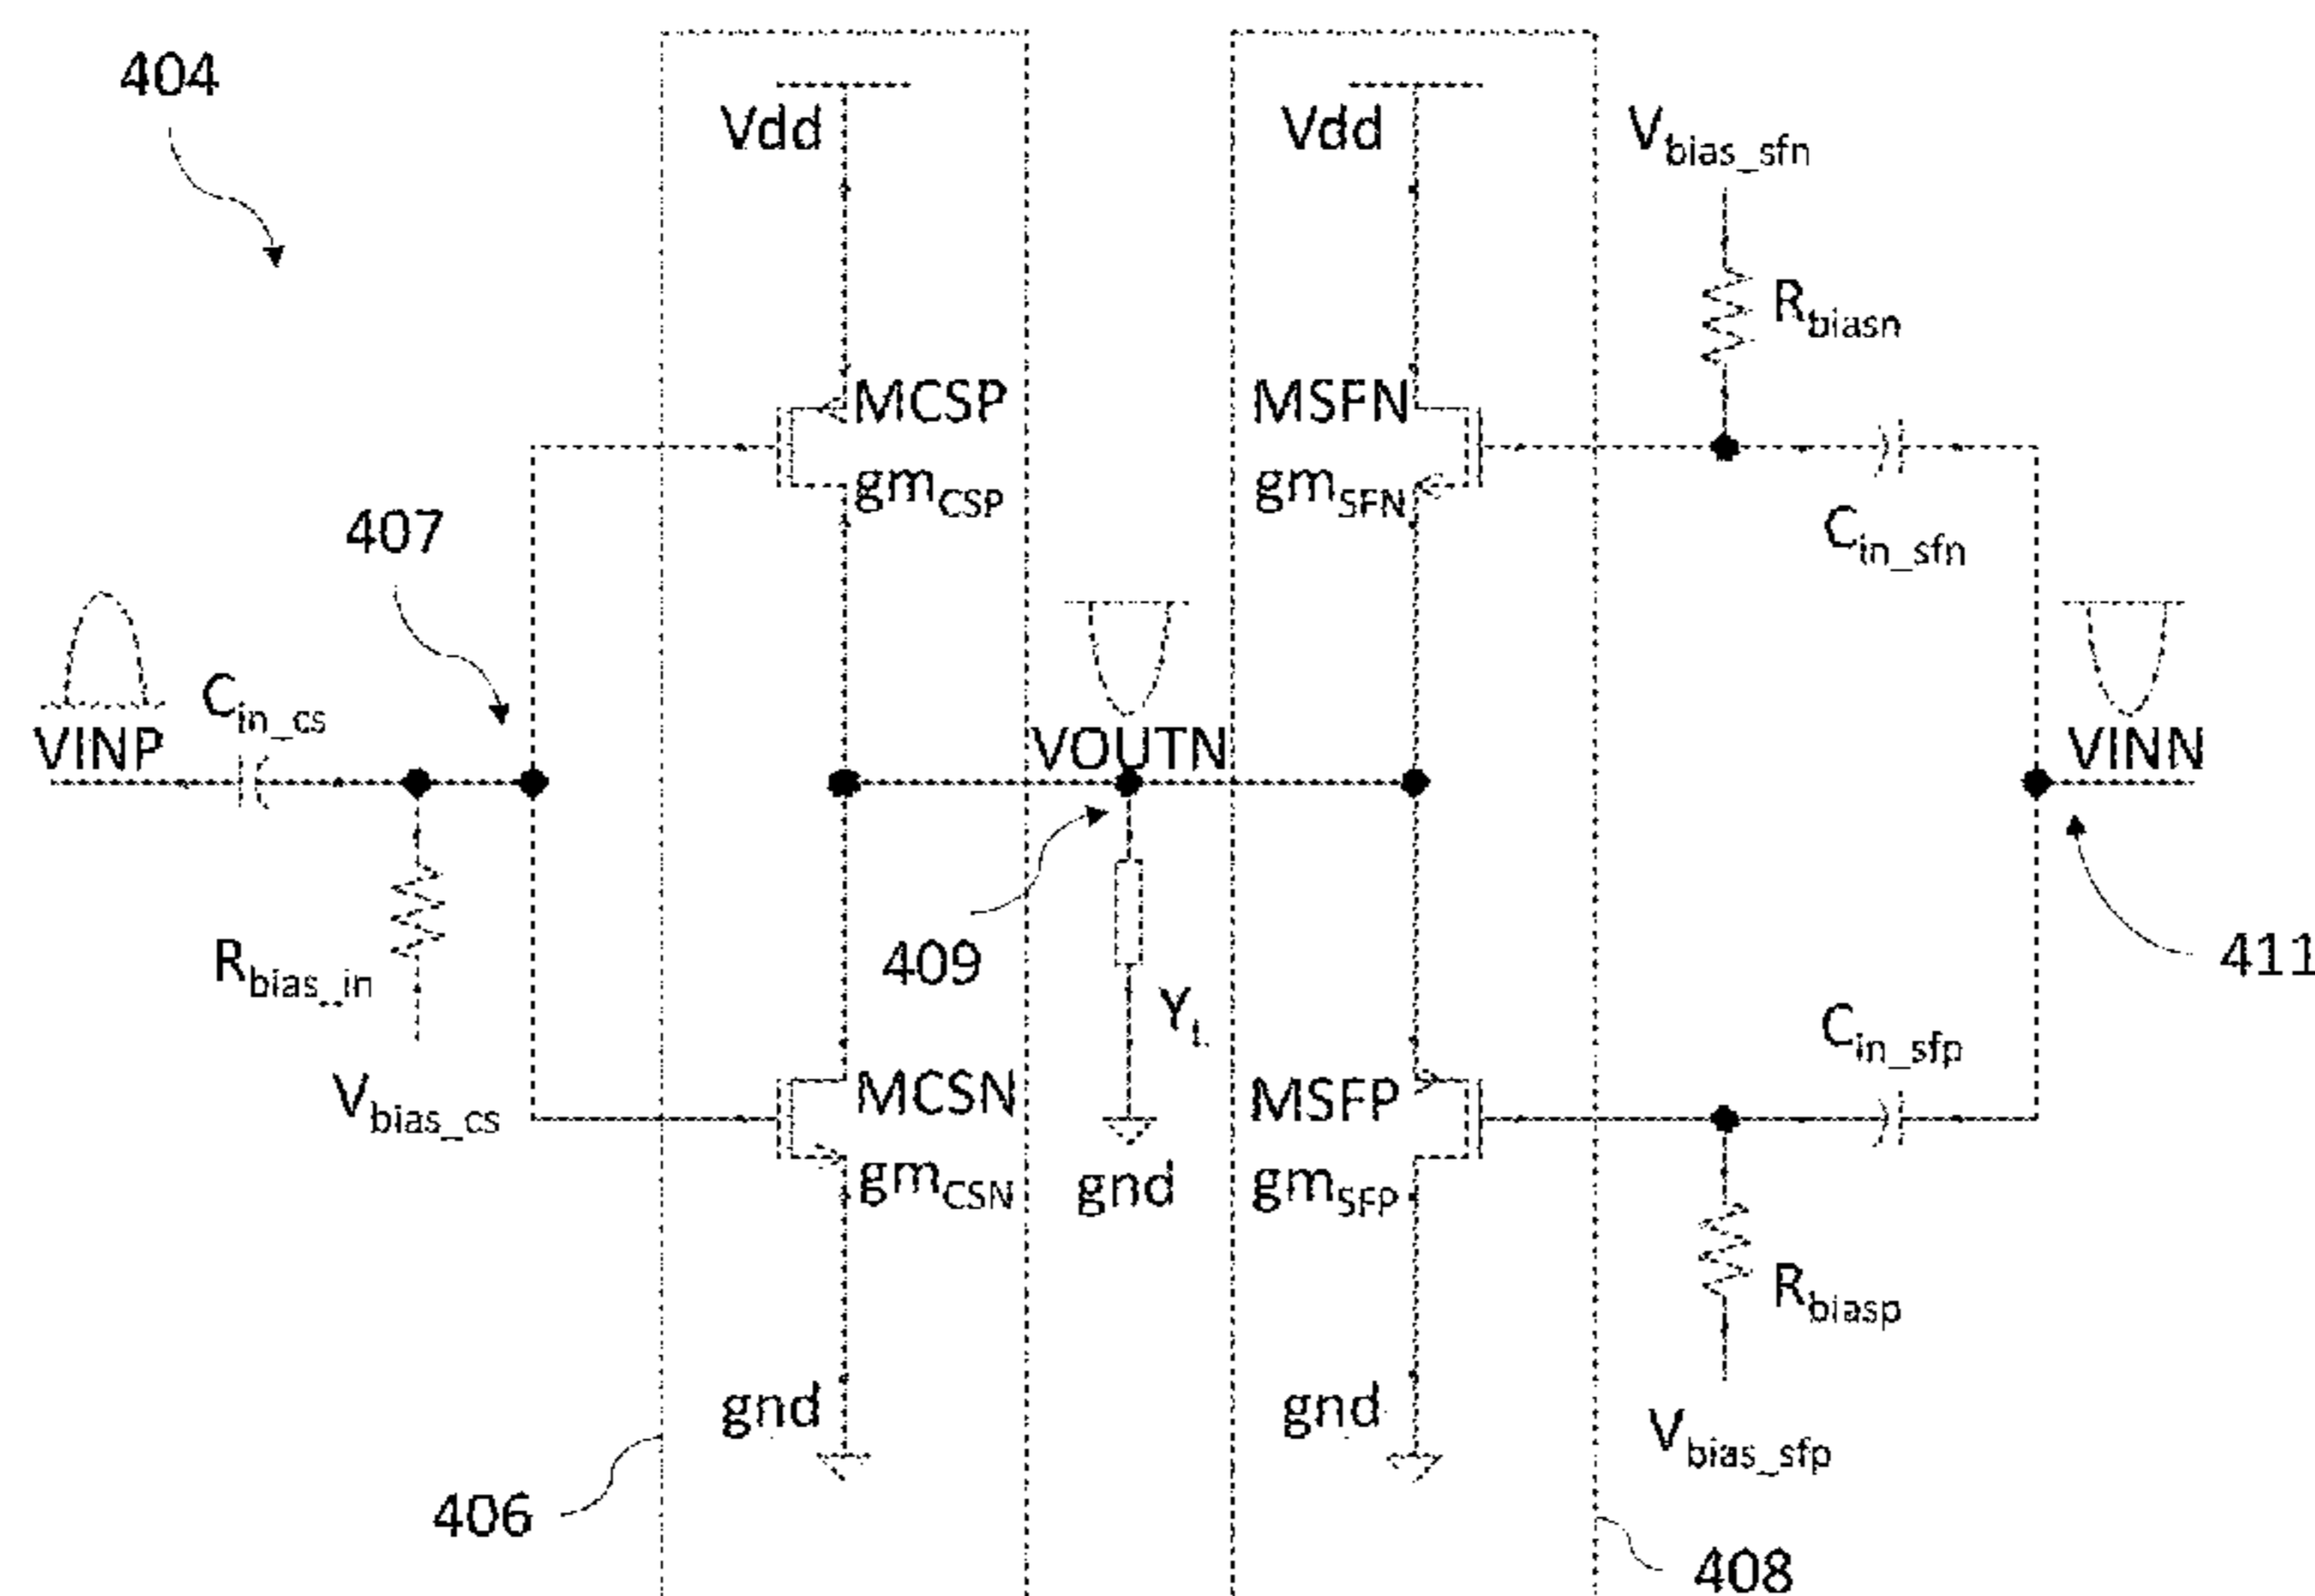 404
Vdd
Vdd
V_bias_sfn
R_biasn
MCSP
MSFN
gm_CSP
gm_SFN
C_in_sfn
407
C_in_cs
VINP
VOUTN
VINN
R_bias_in
409
411
Y_L
C_in_sfp
V_bias_cs
MCSN
MSFP
gm_CSN
gnd
gm_SFP
R_biasp
gnd
gnd
V_bias_sfp
406
408